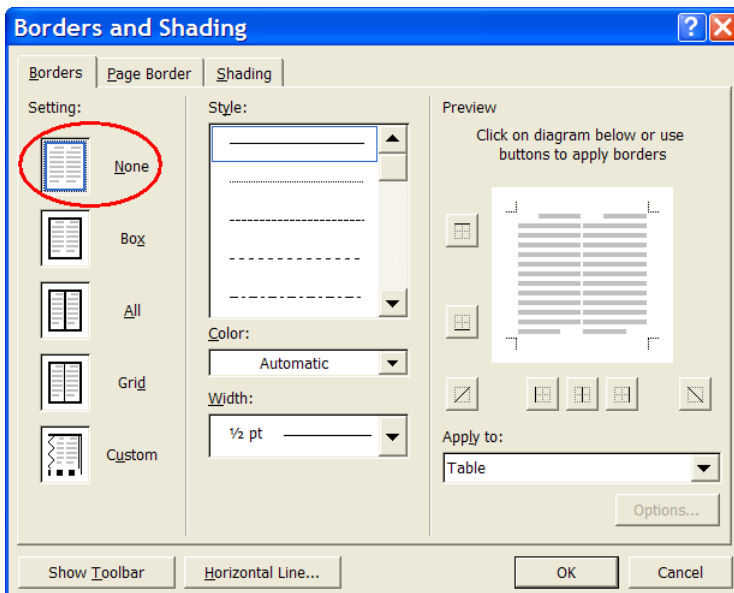 Borders and Shading
Borders
Page Border
Shading
Setting:
None
Box
All
Grid
Custom
Style:
Color:
Automatic
Width:
½ pt
Preview
Click on diagram below or use
buttons to apply borders
Apply to:
Table
Options...
Show Toolbar
Horizontal Line...
OK
Cancel